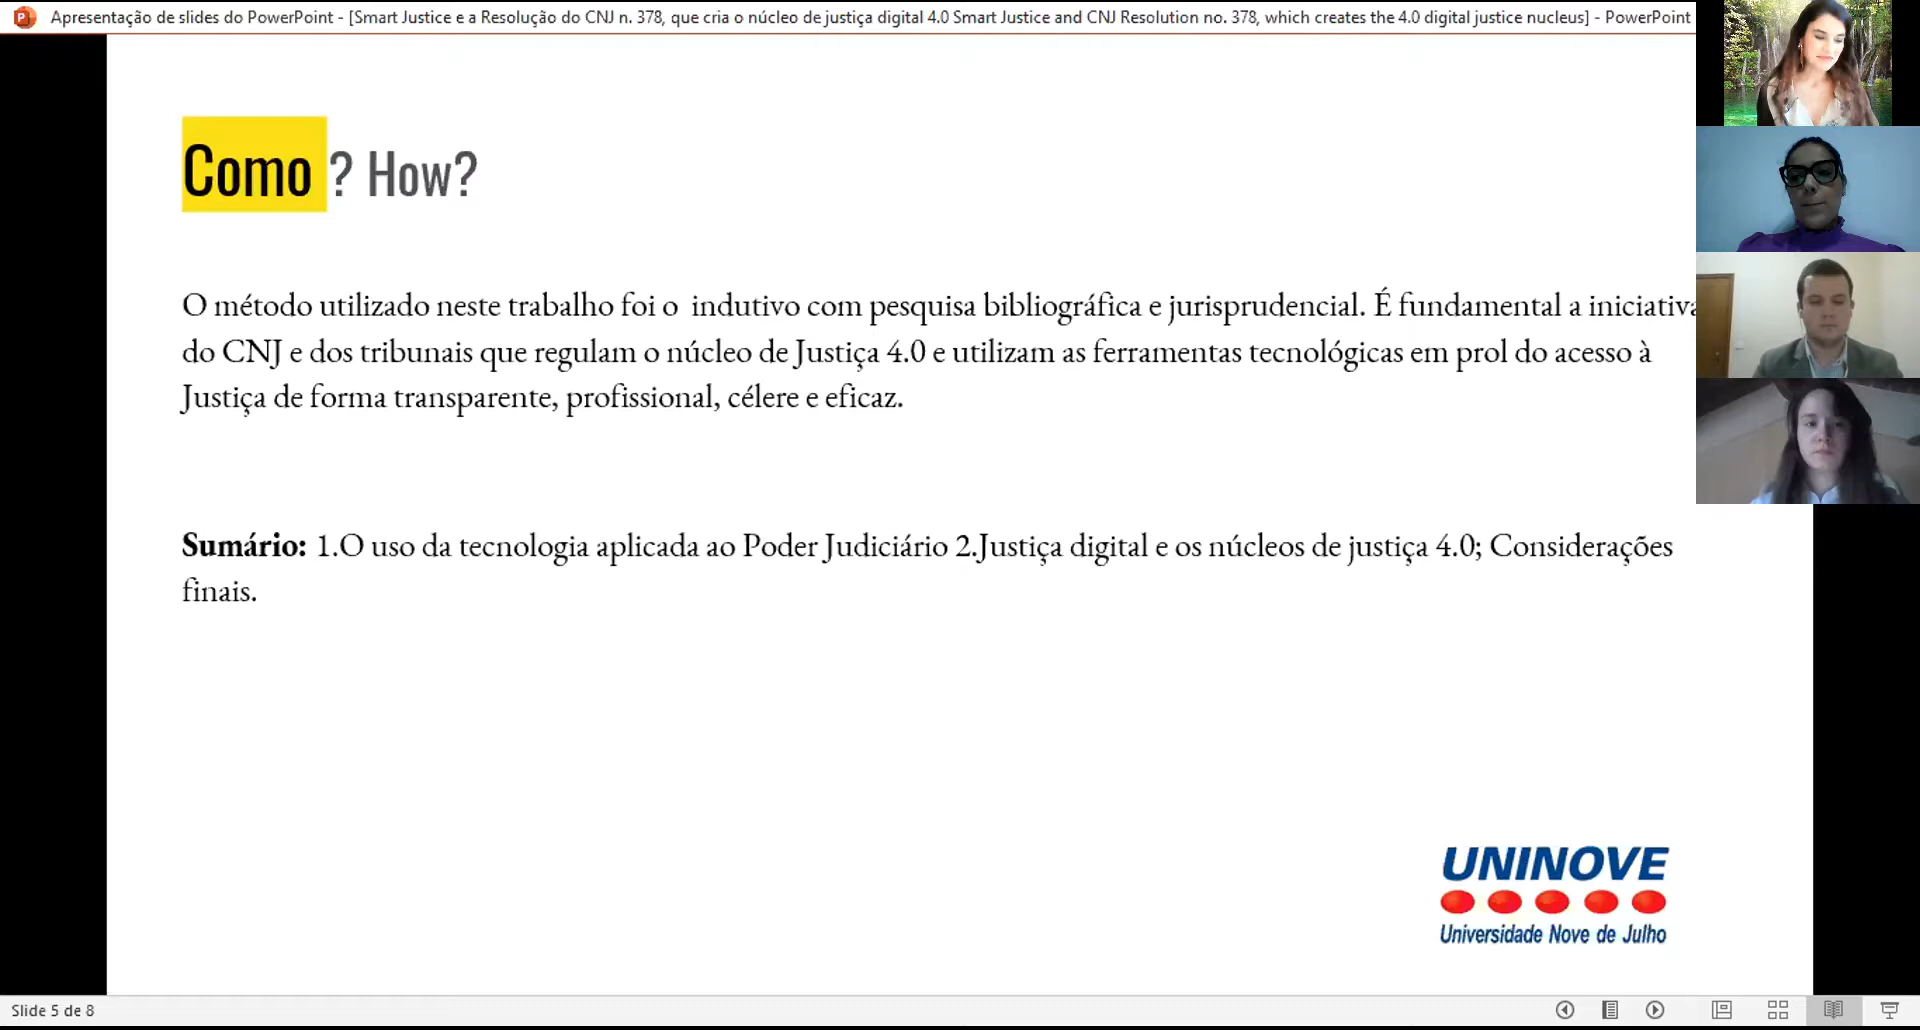 Apresentação de slides do PowerPoint - [Smart Justice e a Resolução do CNJ n. 378, que cria o núcleo de justiça digital 4.0 Smart Justice and CNJ Resolution no. 378, which creates the 4.0 digital justice nucleus] - PowerPoint
Como ? How?
O método utilizado neste trabalho foi o  indutivo com pesquisa bibliográfica e jurisprudencial. É fundamental a iniciativa
do CNJ e dos tribunais que regulam o núcleo de Justiça 4.0 e utilizam as ferramentas tecnológicas em prol do acesso à
Justiça de forma transparente, profissional, célere e eficaz.
Sumário: 1.O uso da tecnologia aplicada ao Poder Judiciário 2.Justiça digital e os núcleos de justiça 4.0; Considerações
finais.
UNINOVE
Universidade Nove de Julho
Slide 5 de 8